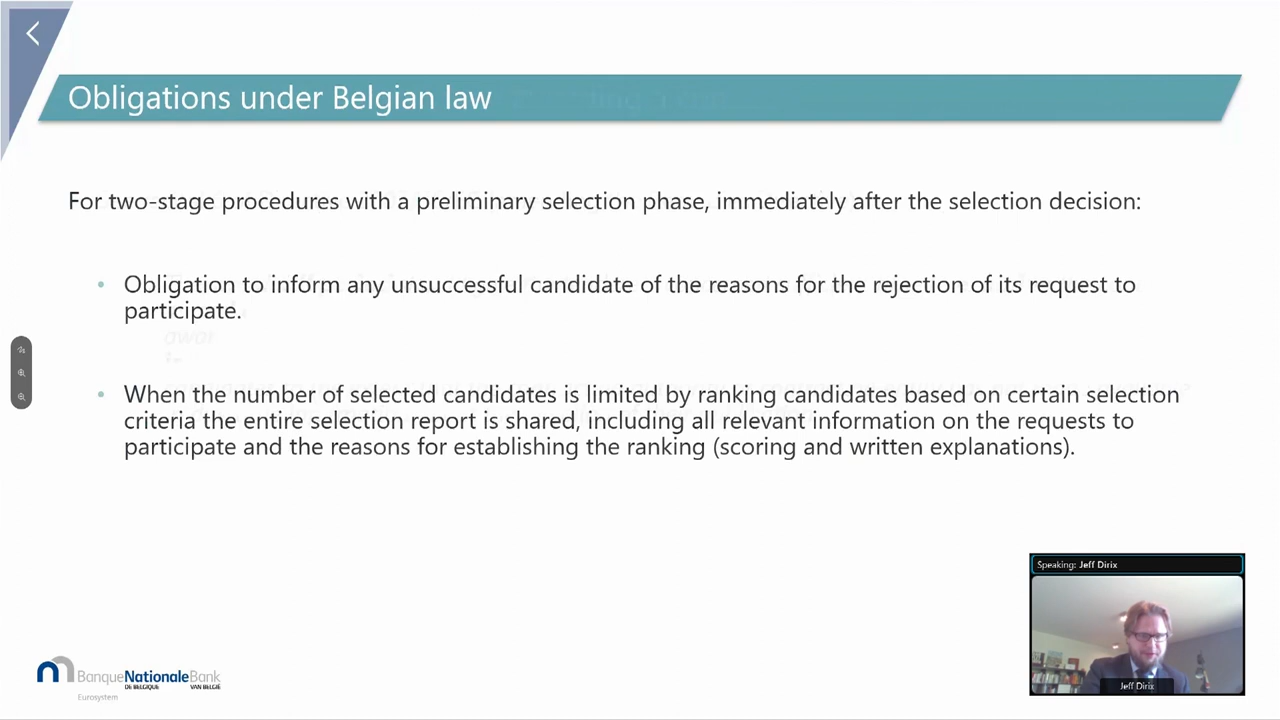 Obligations under Belgian law
For two-stage procedures with a preliminary selection phase, immediately after the selection decision:
• Obligation to inform any unsuccessful candidate of the reasons for the rejection of its request to
participate.
• When the number of selected candidates is limited by ranking candidates based on certain selection
criteria the entire selection report is shared, including all relevant information on the requests to
participate and the reasons for establishing the ranking (scoring and written explanations).
Speaking: Jeff Dirix
Jeff Dirix
BanqueNationaleBank
DE BELGIQUE VAN BELGIË
Eurosystem